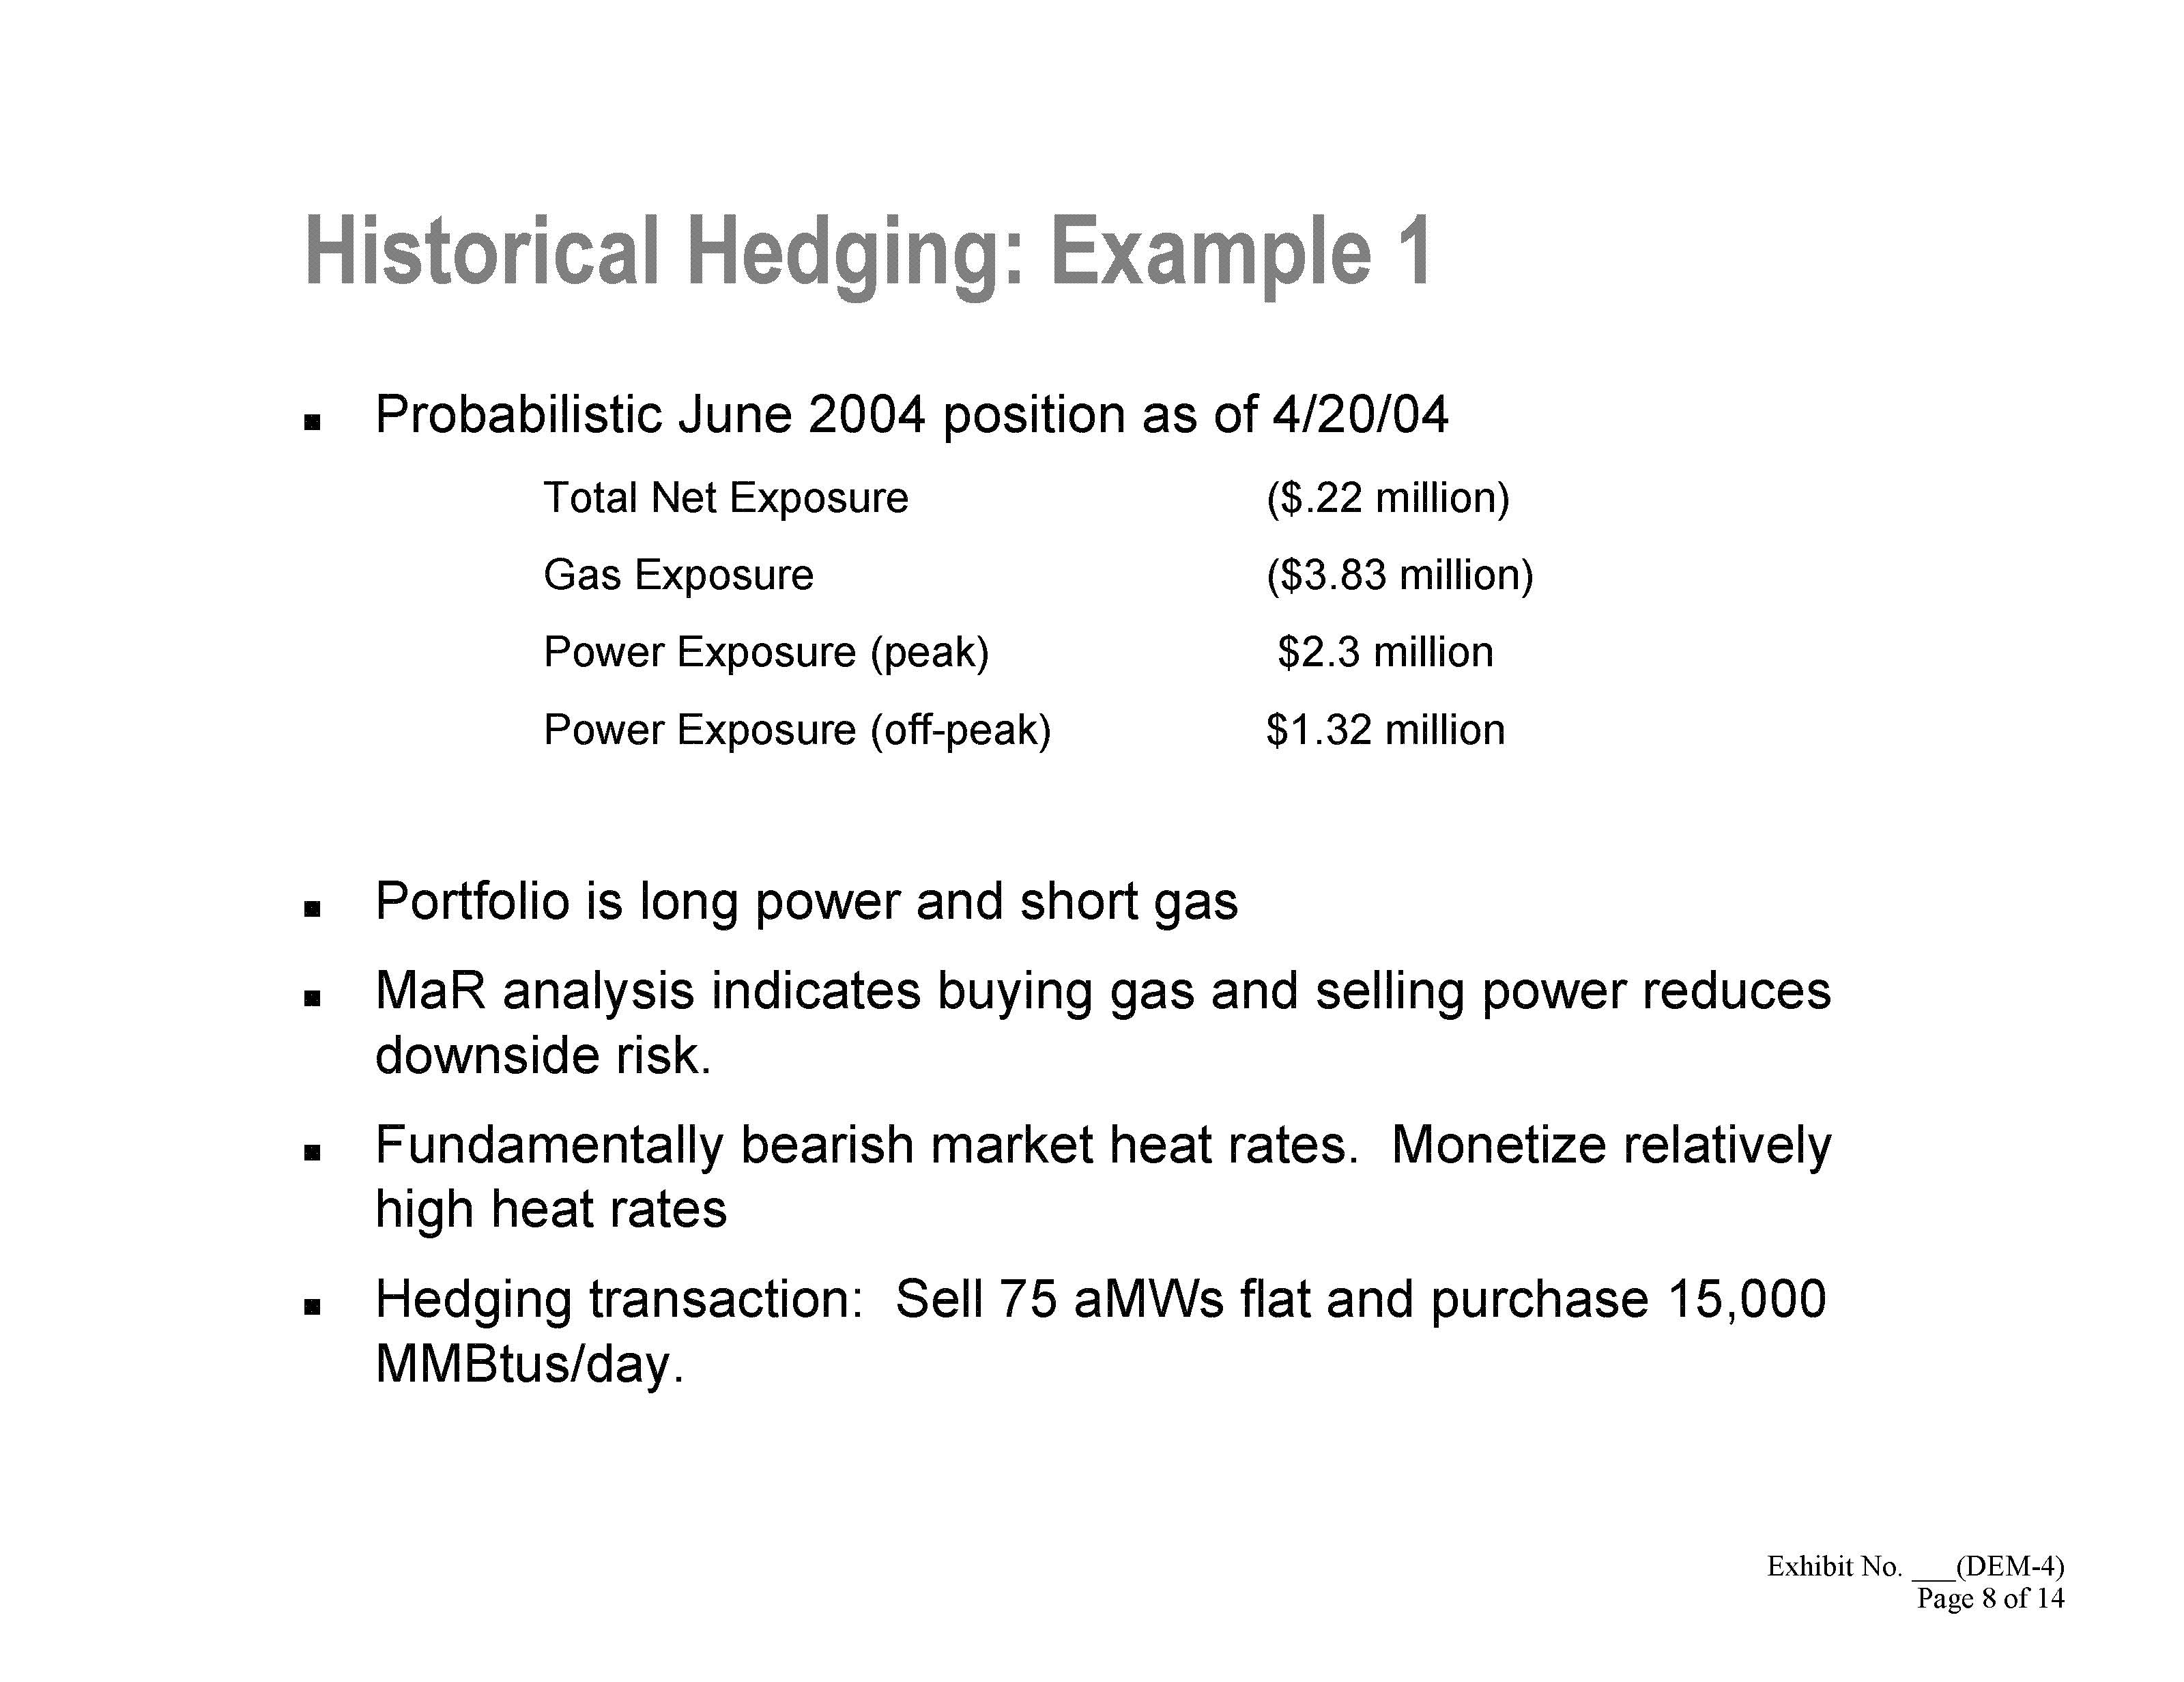 Historical Hedging: Example 1
▪ Probabilistic June 2004 position as of 4/20/04
Total Net Exposure ($.22 million)
Gas Exposure ($3.83 million)
Power Exposure (peak) $2.3 million
Power Exposure (off-peak) $1.32 million
▪ Portfolio is long power and short gas
▪ MaR analysis indicates buying gas and selling power reduces
downside risk.
▪ Fundamentally bearish market heat rates. Monetize relatively
high heat rates
▪ Hedging transaction: Sell 75 aMWs flat and purchase 15,000
MMBtus/day.
Exhibit No. ___(DEM-4)
Page 8 of 14